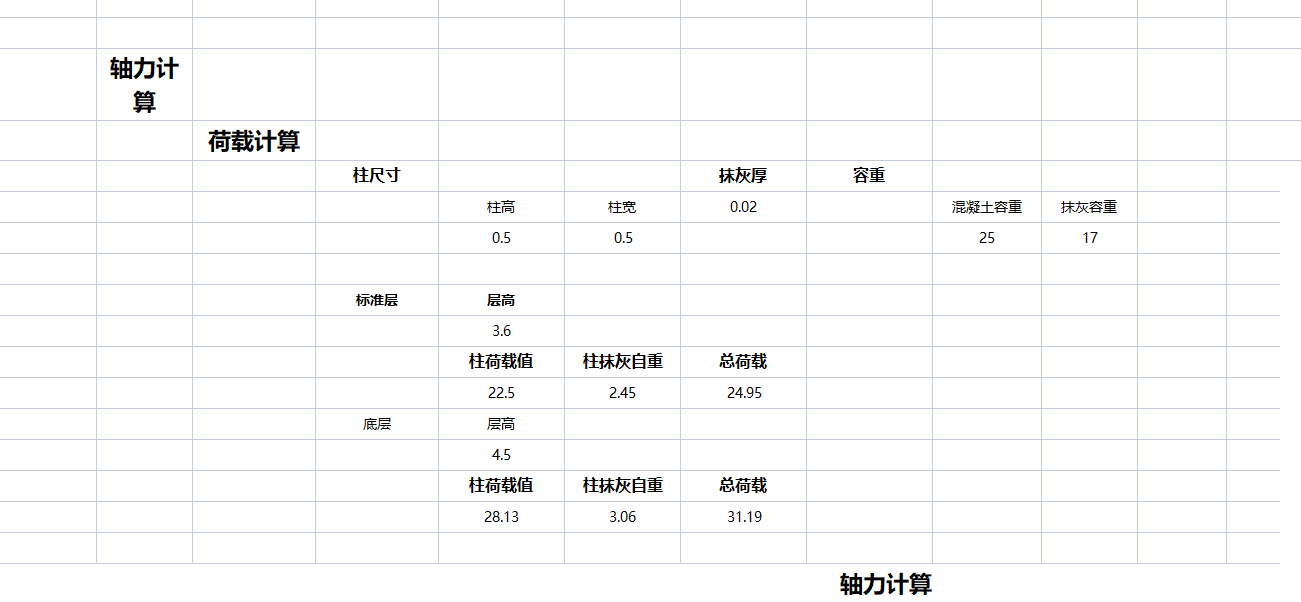 轴力计
算
荷载计算
柱尺寸 抹灰厚 容重
柱高 柱宽 0.02 混凝土容重 抹灰容重
0.5 0.5 25 17
标准层 层高
3.6
柱荷载值 柱抹灰自重 总荷载
22.5 2.45 24.95
底层 层高
4.5
柱荷载值 柱抹灰自重 总荷载
28.13 3.06 31.19
轴力计算